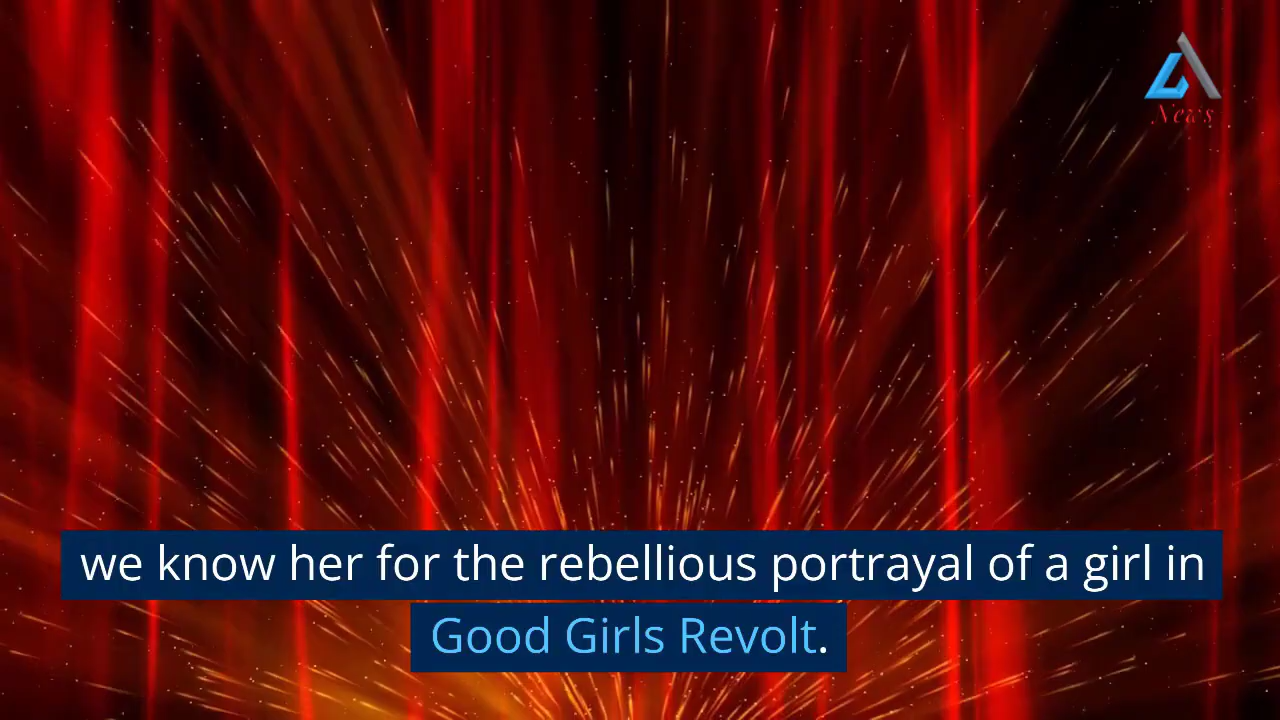 News
we know her for the rebellious portrayal of a girl in
Good Girls Revolt.